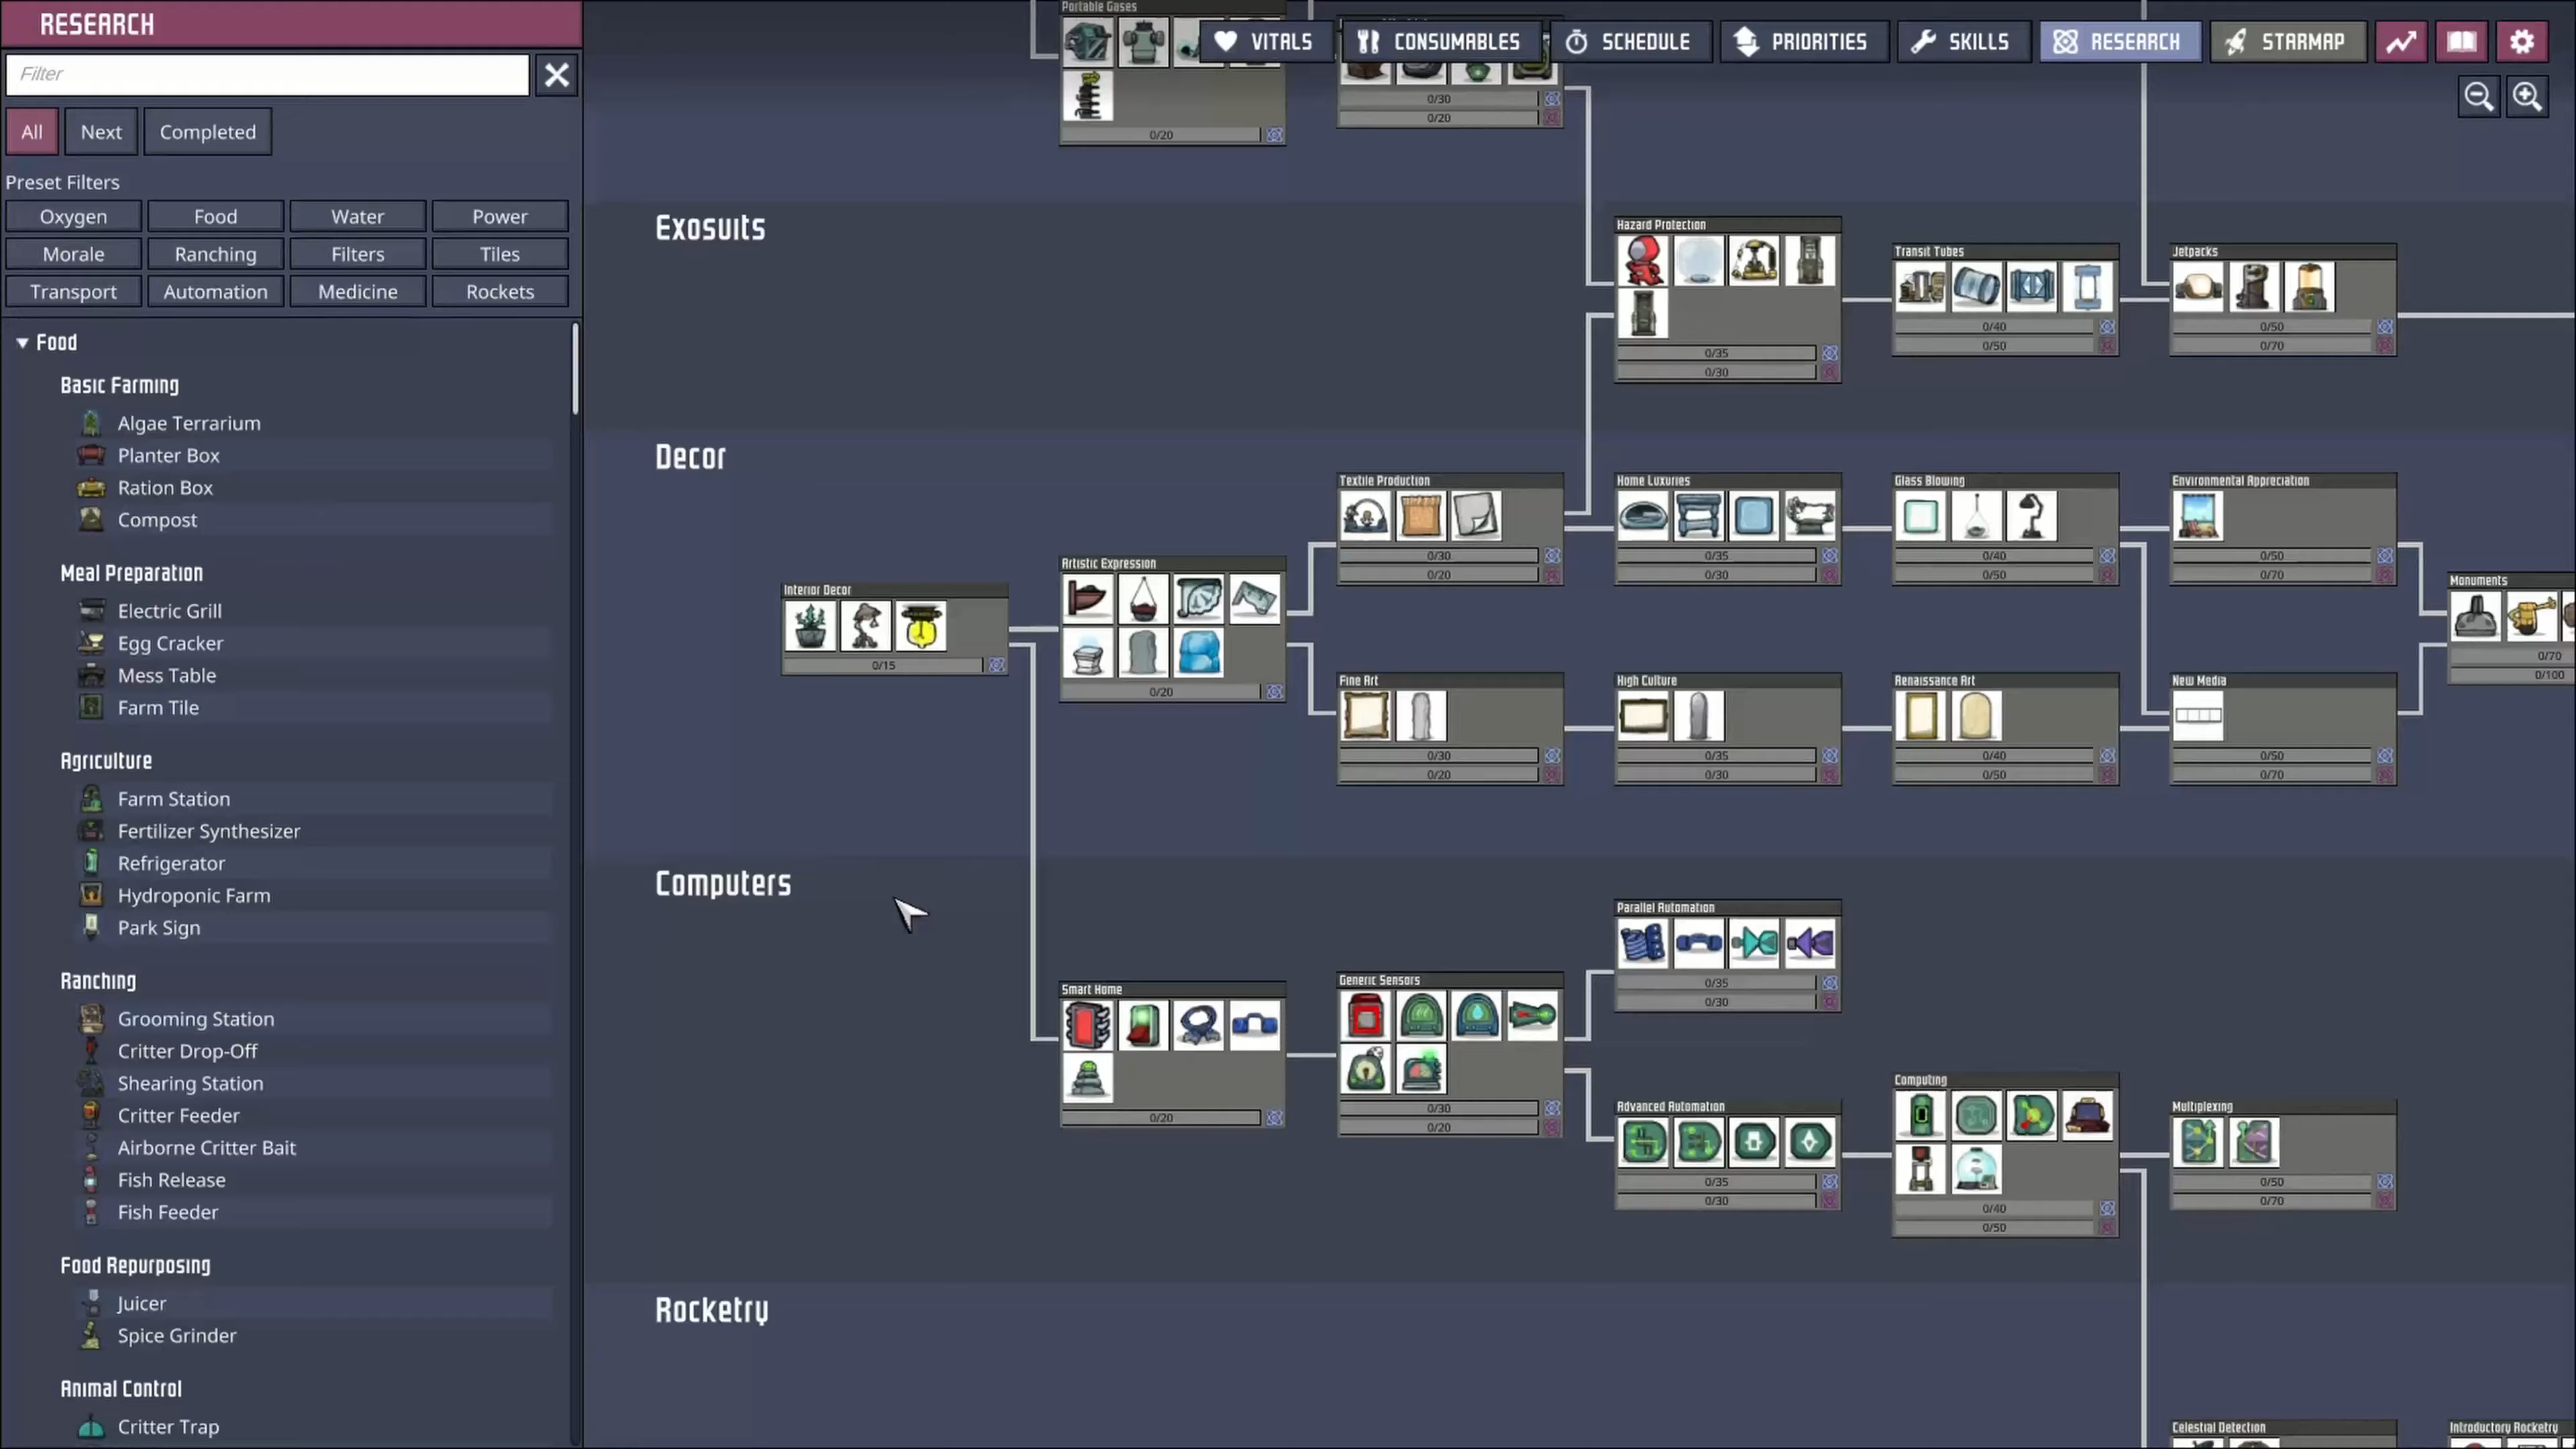 RESEARCH
Filter
All
Next
Completed
Preset Filters
Oxygen
Food
Water
Power
Morale
Ranching
Filters
Tiles
Transport
Automation
Medicine
Rockets
Food
Basic Farming
Algae Terrarium
Planter Box
Ration Box
Compost
Meal Preparation
Electric Grill
Egg Cracker
Mess Table
Farm Tile
Agriculture
Farm Station
Fertilizer Synthesizer
Refrigerator
Hydroponic Farm
Park Sign
Ranching
Grooming Station
Critter Drop-Off
Shearing Station
Critter Feeder
Airborne Critter Bait
Fish Release
Fish Feeder
Food Repurposing
Juicer
Spice Grinder
Animal Control
Critter Trap
VITALS
CONSUMABLES
SCHEDULE
PRIORITIES
SKILLS
RESEARCH
STARMAP
Portable Gases
0/20
0/30
0/20
Exosuits
Hazard Protection
0/35
0/30
Transit Tubes
0/40
0/50
Jetpacks
0/50
0/70
Decor
Interior Decor
0/15
Artistic Expression
0/20
Textile Production
0/30
0/20
Home Luxuries
0/35
0/30
Glass Blowing
0/40
0/50
Environmental Appreciation
0/50
0/70
Fine Art
0/30
0/20
High Culture
0/35
0/30
Renaissance Art
0/40
0/50
New Media
0/50
0/70
Monuments
0/70
0/100
Computers
Smart Home
0/20
Generic Sensors
0/30
0/20
Parallel Automation
0/35
0/30
Advanced Automation
0/35
0/30
Computing
0/40
0/50
Multiplexing
0/50
0/70
Rocketry
Celestial Detection
Introductory Rocketry